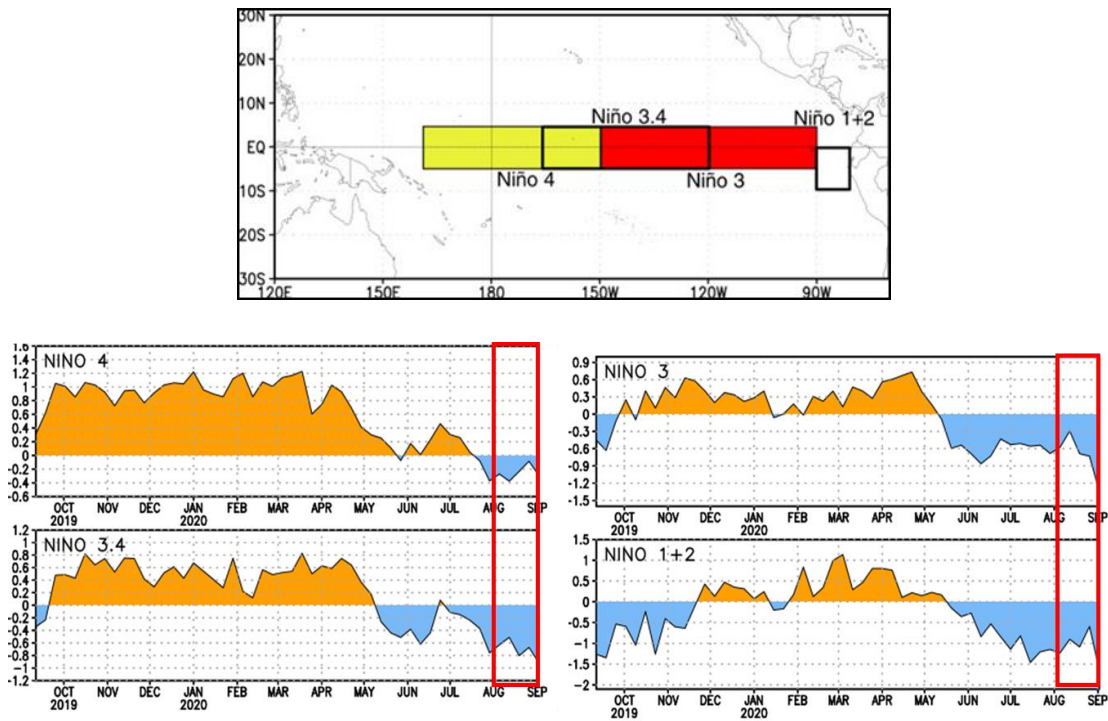 30N
20N
Niño 3.4
Niño 1+2
10N
EQ
Niño 4
Niño 3
10S
20S
30S
120E 150E 180 150W 120W 90W
NINO 4
1.6
1.4
1.2
1
0.8
0.6
0.4
0.2
0
-0.2
-0.4
-0.6
OCT NOV DEC JAN FEB MAR APR MAY JUN JUL AUG SEP
2019 2020
NINO 3
0.9
0.6
0.3
0
-0.3
-0.6
-0.9
-1.2
-1.5
OCT NOV DEC JAN FEB MAR APR MAY JUN JUL AUG SEP
2019 2020
NINO 3.4
1.2
1
0.8
0.6
0.4
0.2
0
-0.2
-0.4
-0.6
-0.8
-1
-1.2
OCT NOV DEC JAN FEB MAR APR MAY JUN JUL AUG SEP
2019 2020
NINO 1+2
1.5
1
0.5
0
-0.5
-1
-1.5
-2
OCT NOV DEC JAN FEB MAR APR MAY JUN JUL AUG SEP
2019 2020